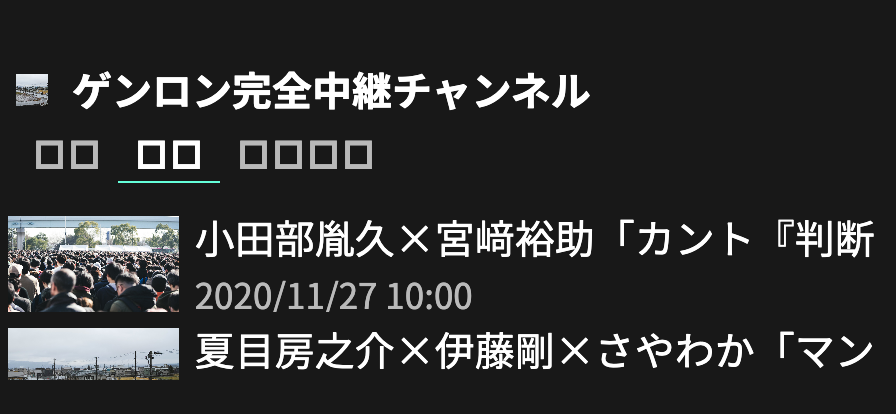 ゲンロン完全中継チャンネル
小田部胤久×宮﨑裕助「カント『判断
2020/11/27 10:00
夏目房之介×伊藤剛×さやわか「マン